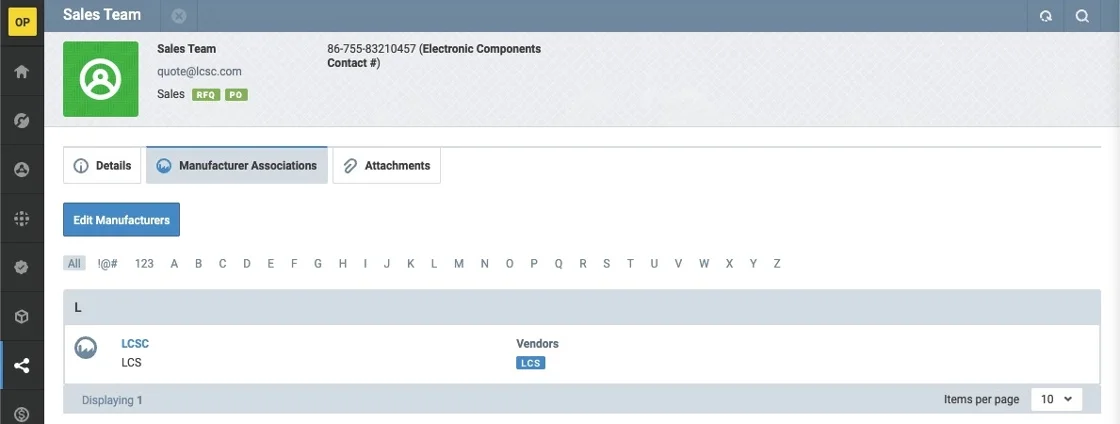 OP
Sales Team
Sales Team
quote@lcsc.com
Sales RFQ PO
86-755-83210457 (Electronic Components
Contact #)
Details
Manufacturer Associations
Attachments
Edit Manufacturers
All !@# 123 A B C D E F G H I J K L M N O P Q R S T U V W X Y Z
L
LCSC
LCS
Vendors
LCS
Displaying 1
Items per page 10